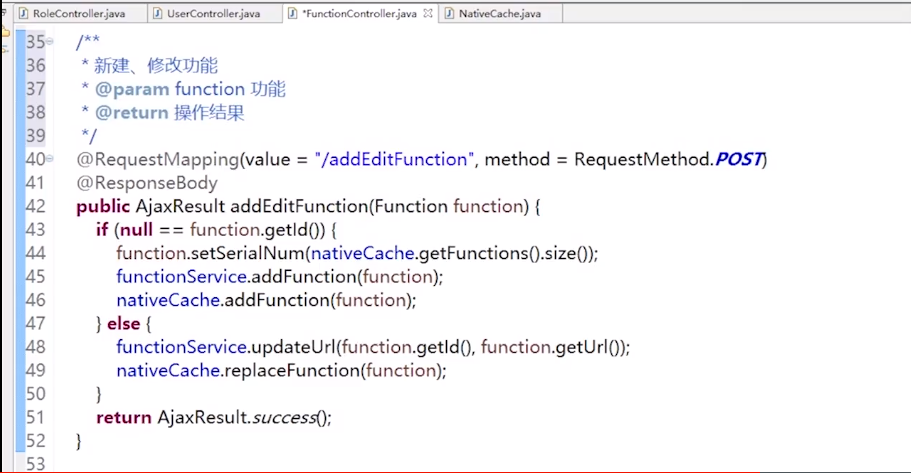 RoleController.java UserController.java *FunctionController.java NativeCache.java
35 /**
36 * 新建、修改功能
37 * @param function 功能
38 * @return 操作结果
39 */
40 @RequestMapping(value = "/addEditFunction", method = RequestMethod.POST)
41 @ResponseBody
42 public AjaxResult addEditFunction(Function function) {
43 if (null == function.getId()) {
44 function.setSerialNum(nativeCache.getFunctions().size());
45 functionService.addFunction(function);
46 nativeCache.addFunction(function);
47 } else {
48 functionService.updateUrl(function.getId(), function.getUrl());
49 nativeCache.replaceFunction(function);
50 }
51 return AjaxResult.success();
52 }
53